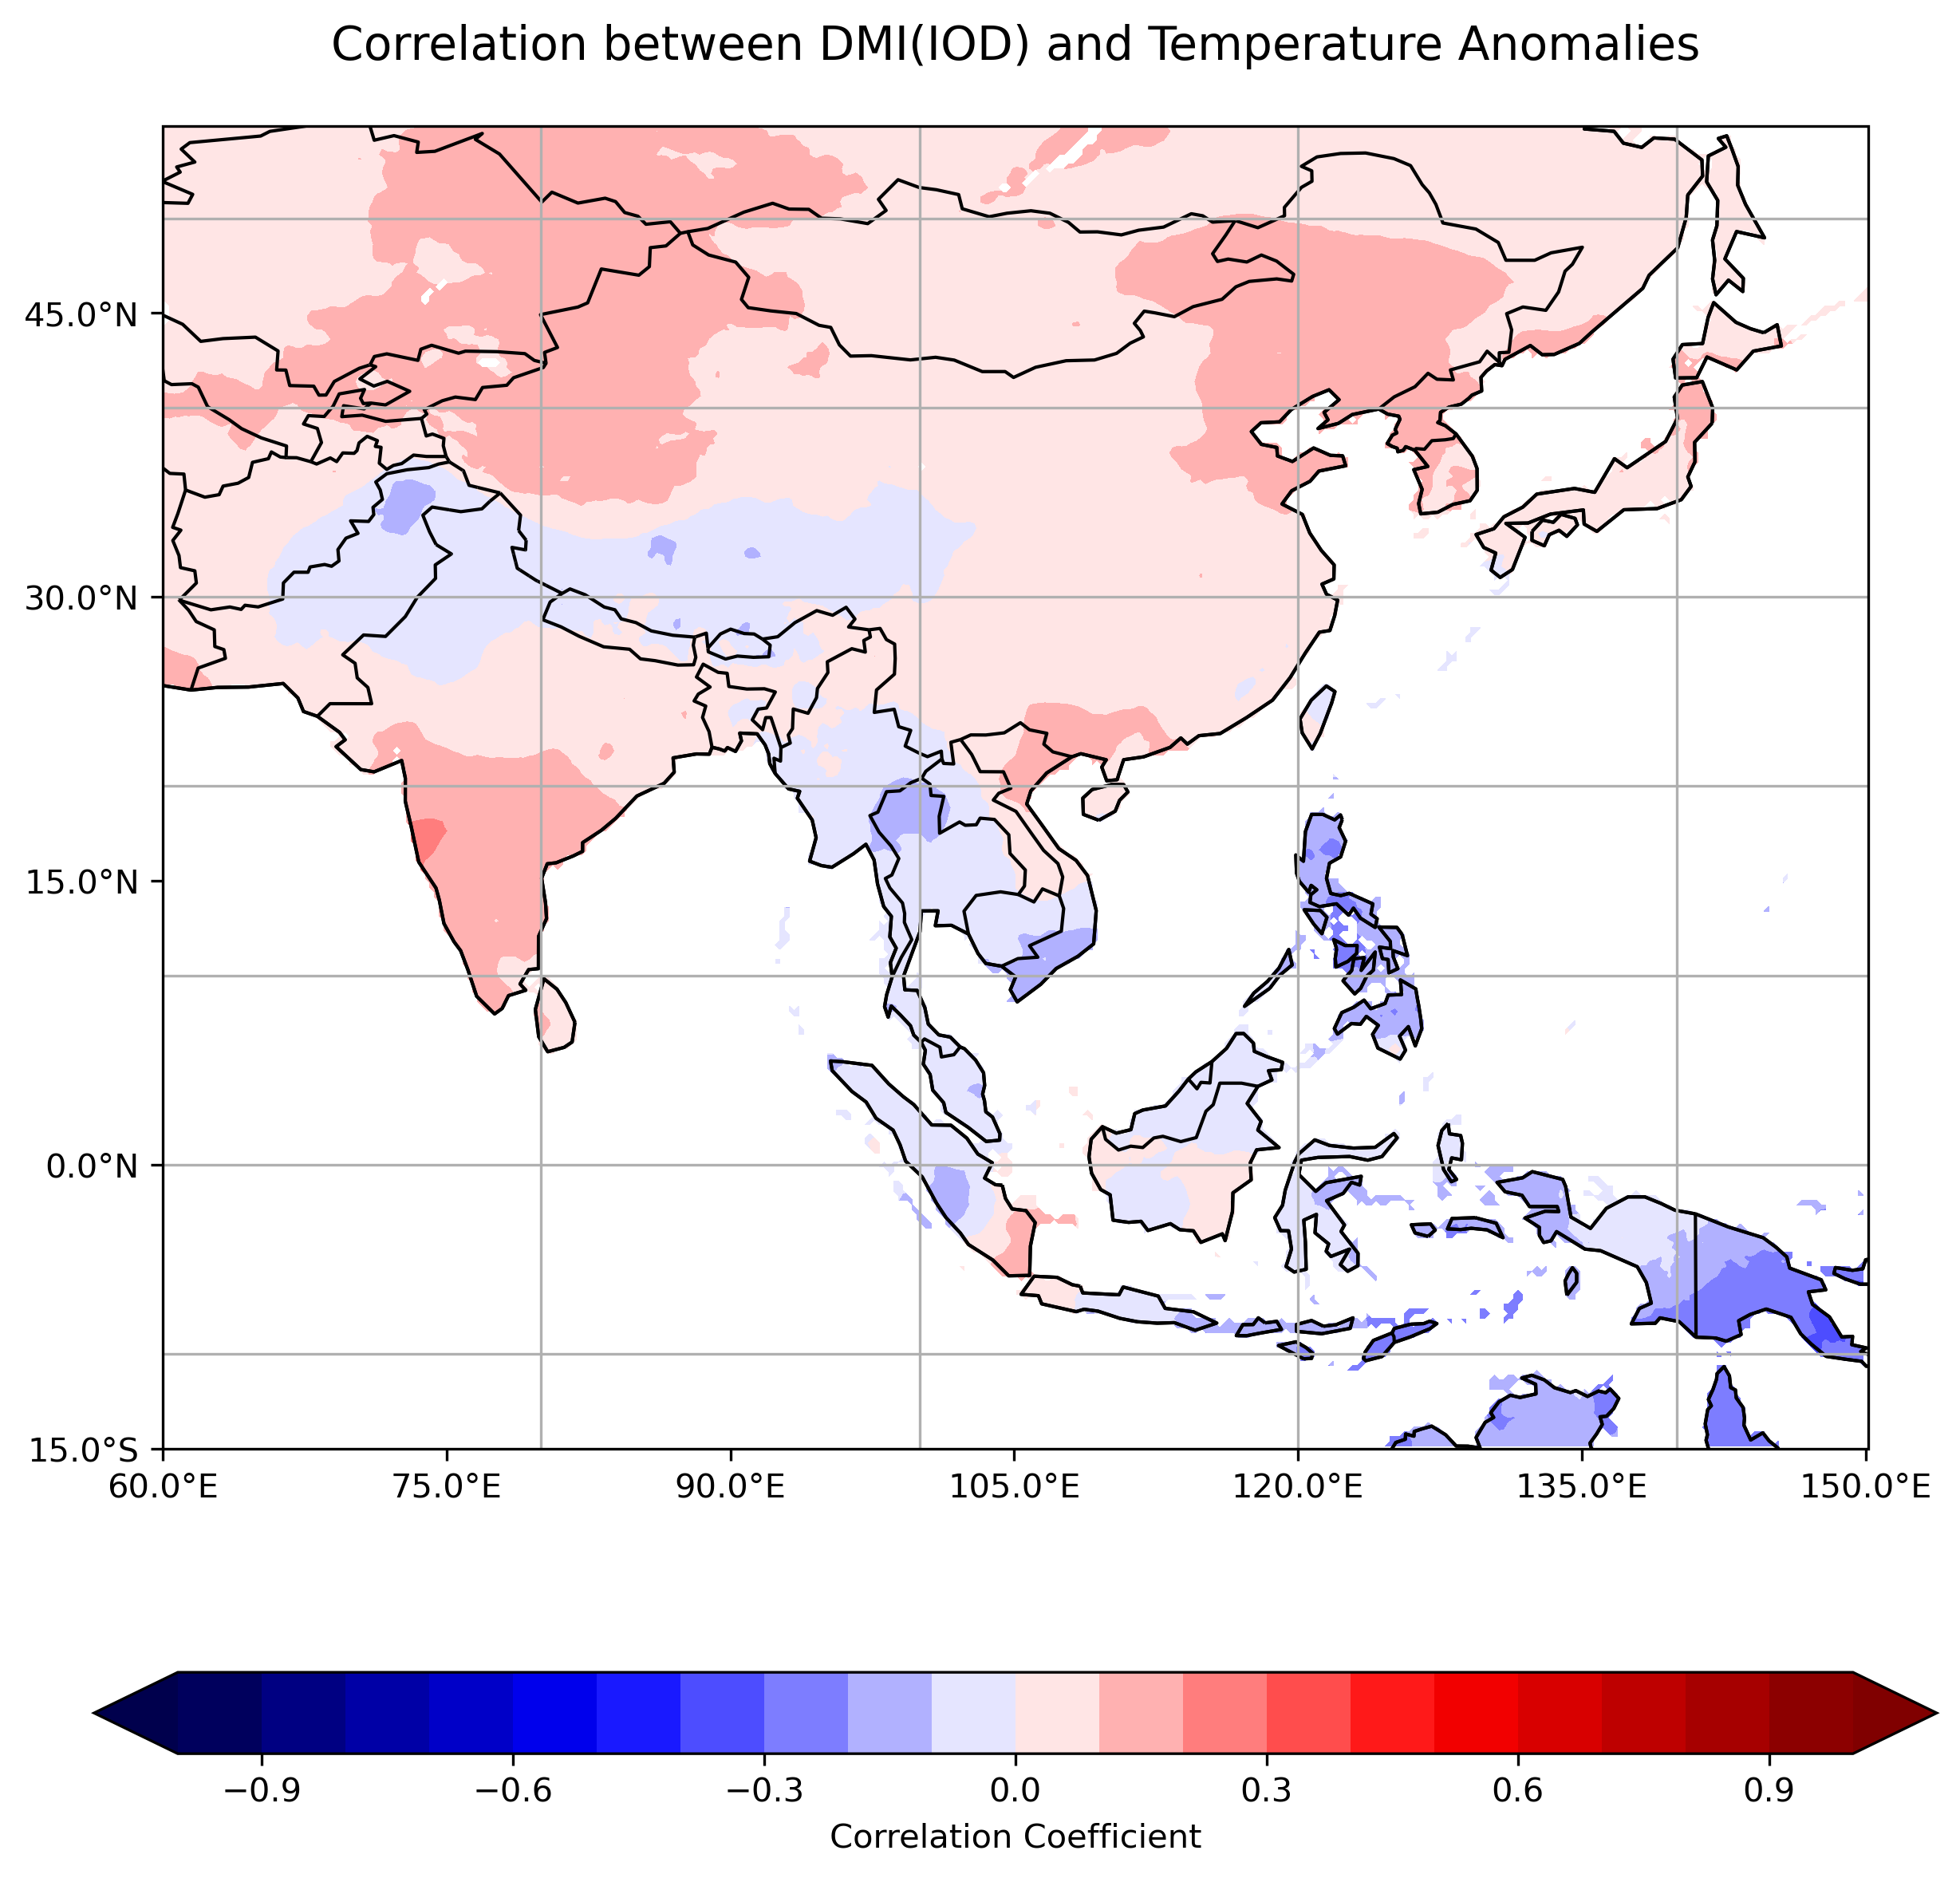 Correlation between DMI(IOD) and Temperature Anomalies
45.0°N
30.0°N
15.0°N
0.0°N
15.0°S
60.0°E 75.0°E 90.0°E 105.0°E 120.0°E 135.0°E 150.0°E
−0.9 −0.6 −0.3 0.0 0.3 0.6 0.9
Correlation Coefficient